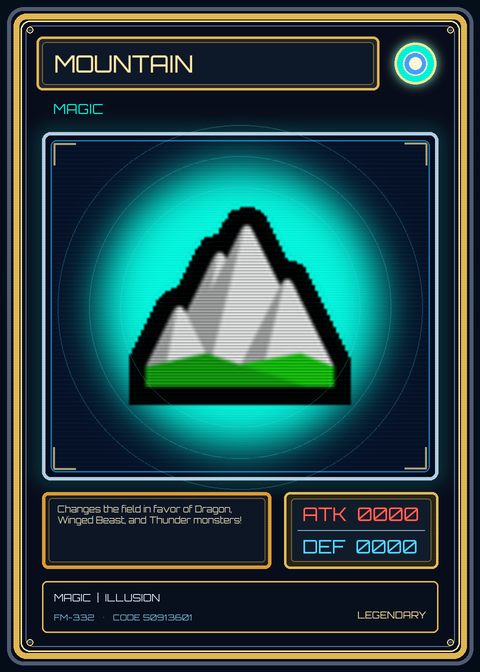 MOUNTAIN
MAGIC
Changes the field in favor of Dragon,
Winged Beast, and Thunder monsters!
ATK 0000
DEF 0000
MAGIC | ILLUSION
FM-332 · CODE 50913601
LEGENDARY